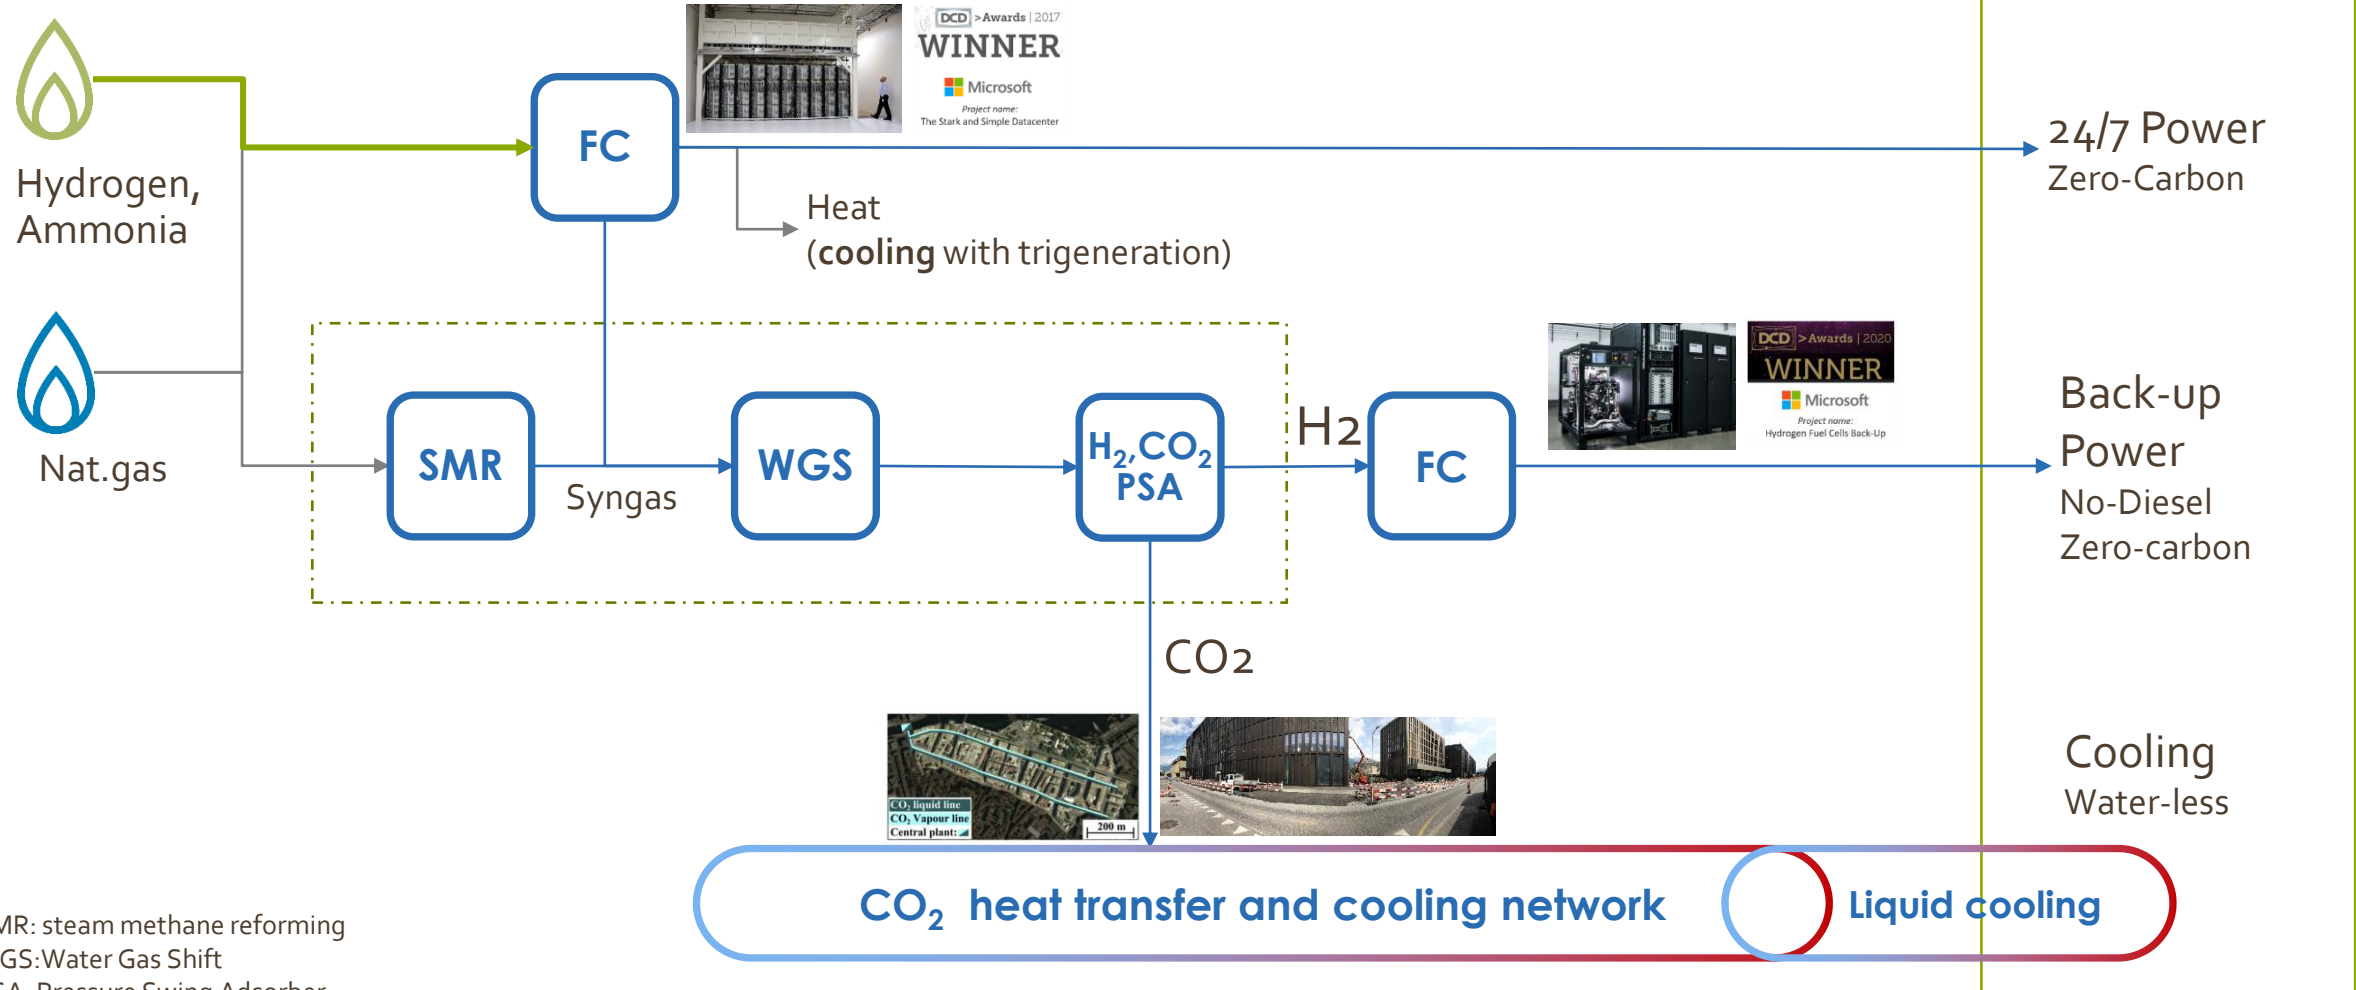 DCD >Awards | 2017
WINNER
Microsoft
Project name:
The Stark and Simple Datacenter
FC
24/7 Power
Zero-Carbon
Hydrogen,
Ammonia
Heat
(cooling with trigeneration)
Nat.gas
SMR
Syngas
WGS
H₂,CO₂
PSA
H2
FC
DCD >Awards | 2020
WINNER
Microsoft
Project name:
Hydrogen Fuel Cells Back-Up
Back-up
Power
No-Diesel
Zero-carbon
CO2
CO₂ liquid line
CO₂ Vapour line
Central plant:
200 m
Cooling
Water-less
CO₂ heat transfer and cooling network
Liquid cooling
MR: steam methane reforming
GS:Water Gas Shift
SA: Pressure Swing Adsorber